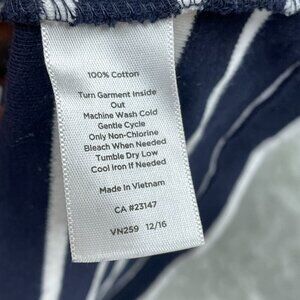 100% Cotton
Turn Garment Inside
Out
Machine Wash Cold
Gentle Cycle
Only Non-Chlorine
Bleach When Needed
Tumble Dry Low
Cool Iron If Needed
Made In Vietnam
CA #23147
VN259 12/16